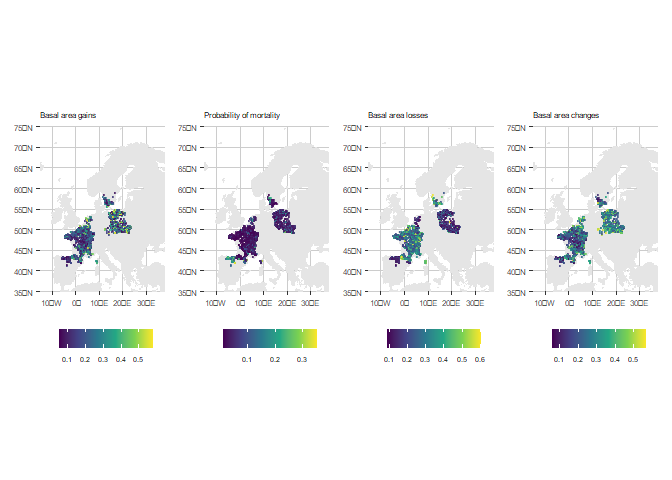 Basal area gains
Probability of mortality
Basal area losses
Basal area changes
75▯N
70▯N
65▯N
60▯N
55▯N
50▯N
45▯N
40▯N
35▯N
75▯N
70▯N
65▯N
60▯N
55▯N
50▯N
45▯N
40▯N
35▯N
75▯N
70▯N
65▯N
60▯N
55▯N
50▯N
45▯N
40▯N
35▯N
75▯N
70▯N
65▯N
60▯N
55▯N
50▯N
45▯N
40▯N
35▯N
10▯W 0▯ 10▯E 20▯E 30▯E
10▯W 0▯ 10▯E 20▯E 30▯E
10▯W 0▯ 10▯E 20▯E 30▯E
10▯W 0▯ 10▯E 20▯E 30▯E
0.1 0.2 0.3 0.4 0.5
0.1 0.2 0.3
0.1 0.2 0.3 0.4 0.5 0.6
0.1 0.2 0.3 0.4 0.5